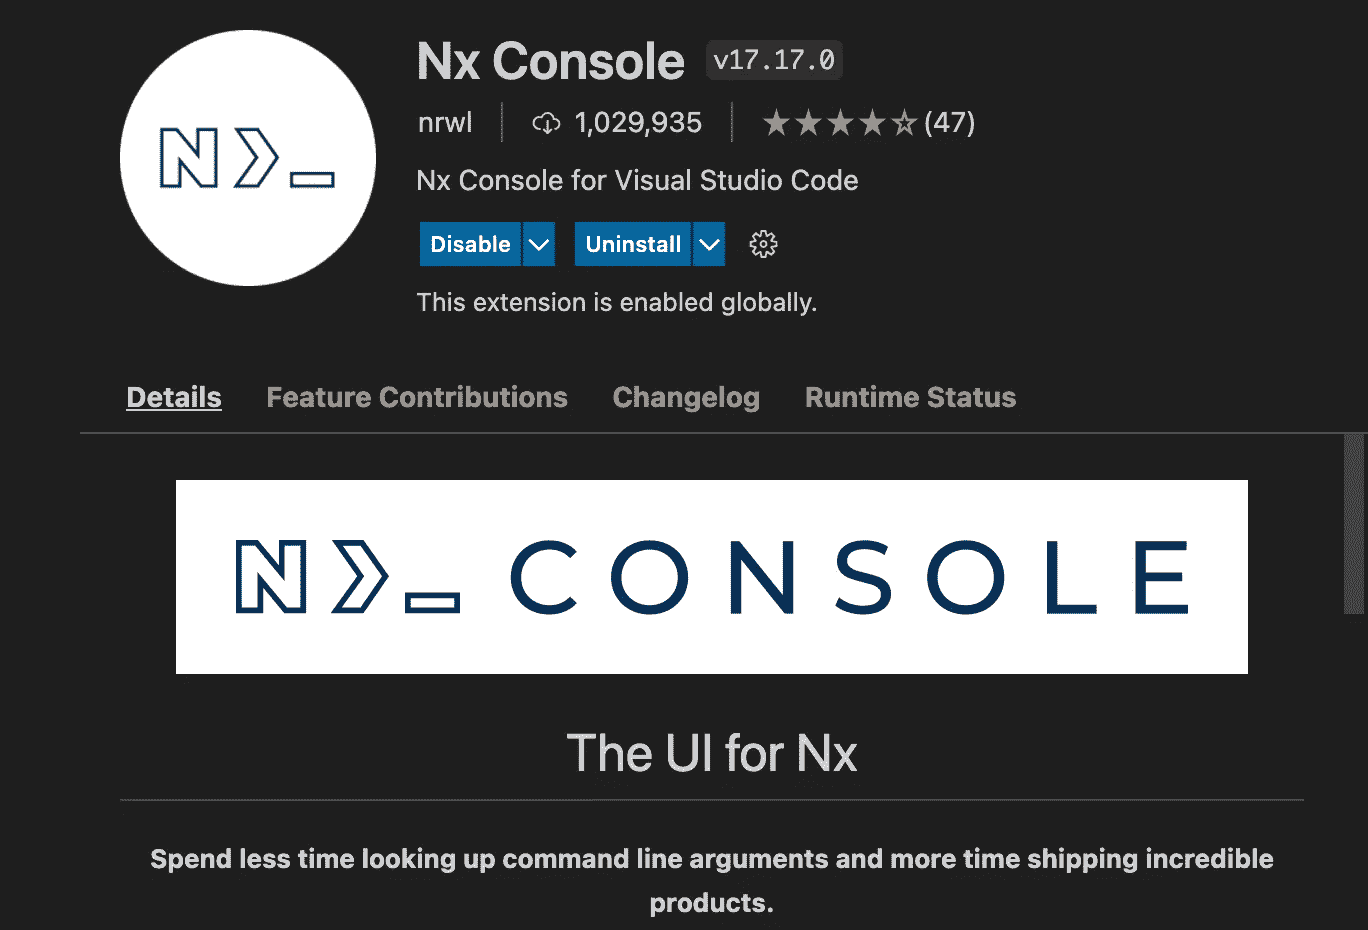 Nx Console v17.17.0
nrwl 1,029,935 (47)
Nx Console for Visual Studio Code
Disable Uninstall
This extension is enabled globally.
Details Feature Contributions Changelog Runtime Status
CONSOLE
The UI for Nx
Spend less time looking up command line arguments and more time shipping incredible
products.